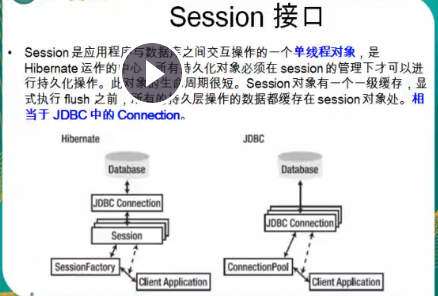 Session 接口
• Session 是应用程序与数据库之间交互操作的一个单线程对象，是
Hibernate 运作的中心，所有持久化对象必须在 session 的管理下才可以进
行持久化操作。此对象的生命周期很短。Session 对象有一个一级缓存，显
式执行 flush 之前，所有的持久层操作的数据都缓存在 session 对象处。相
当于 JDBC 中的 Connection。
Hibernate
JDBC
Database
Database
JDBC Connection
JDBC Connection
Session
SessionFactory
ConnectionPool
Client Application
Client Application